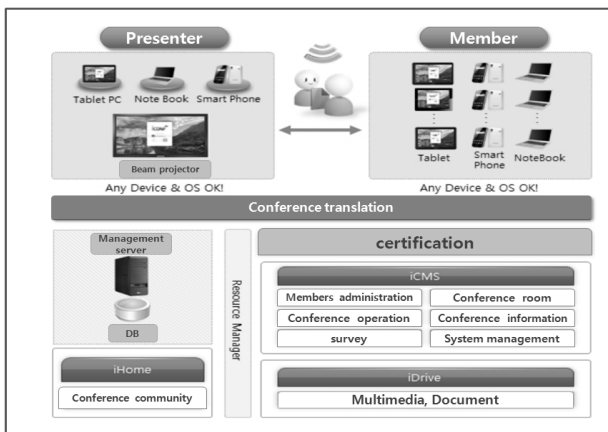 Presenter
Member
Tablet PC
Note Book
Smart Phone
Beam projector
Tablet
Smart
Phone
NoteBook
Any Device & OS OK!
Any Device & OS OK!
Conference translation
Management
server
DB
Resource Manager
certification
iCMS
Members administration
Conference room
Conference operation
Conference information
survey
System management
iHome
Conference community
iDrive
Multimedia, Document